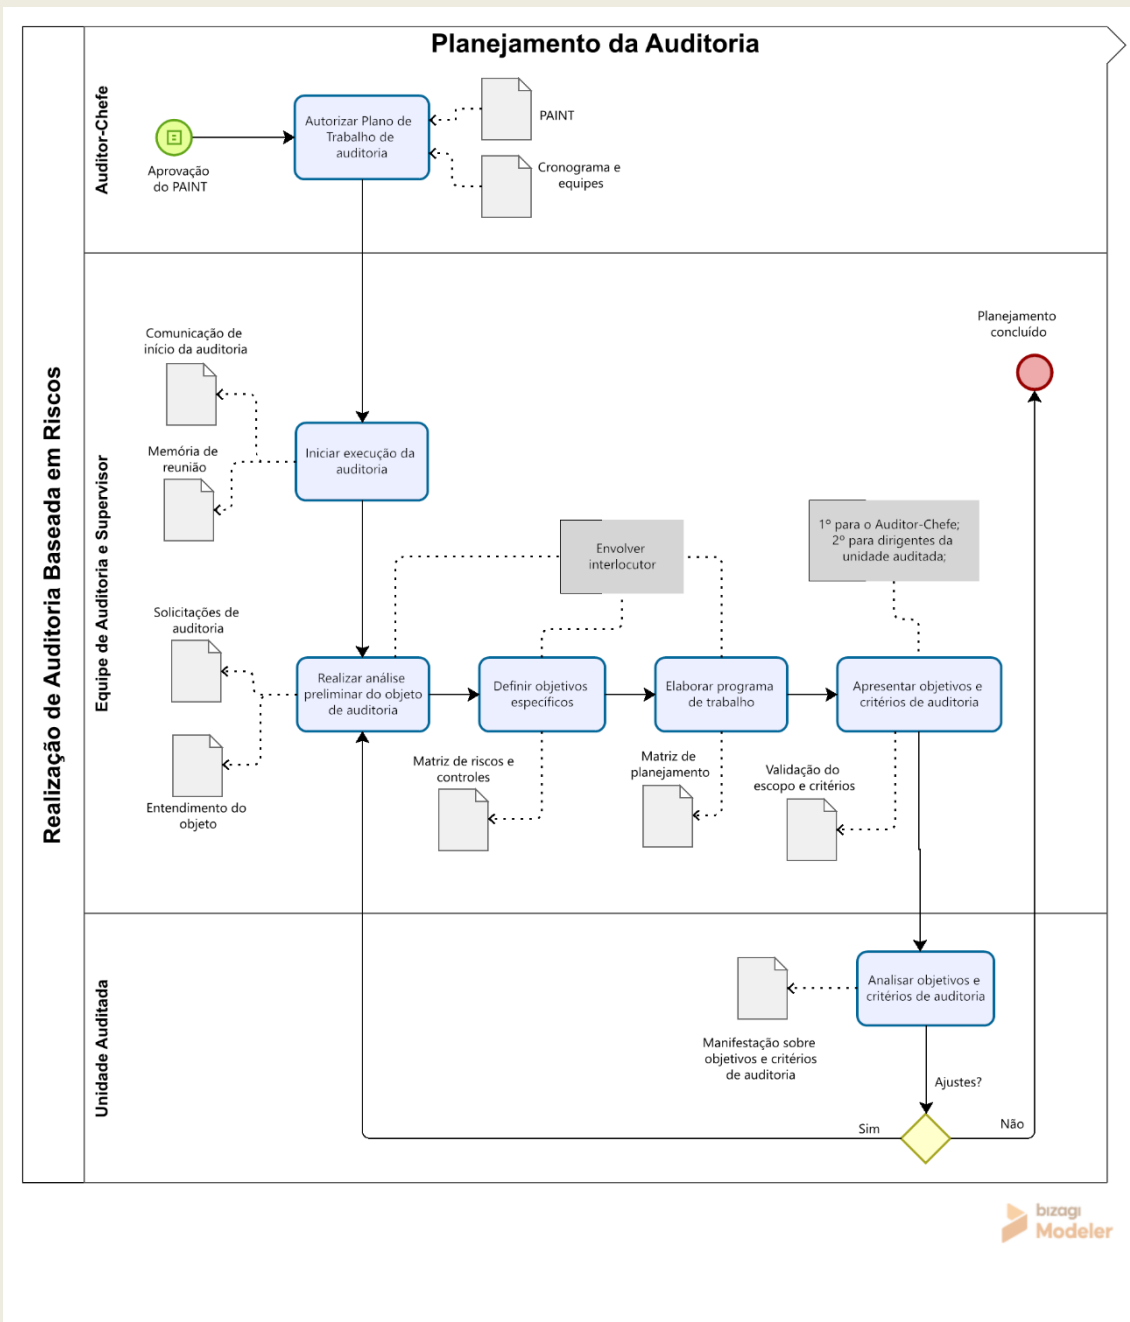 Planejamento da Auditoria
Realização de Auditoria Baseada em Riscos
Auditor-Chefe
Aprovação
do PAINT
Autorizar Plano de
Trabalho de
auditoria
PAINT
Cronograma e
equipes
Equipe de Auditoria e Supervisor
Planejamento
concluído
Comunicação de
início da auditoria
Memória de
reunião
Iniciar execução da
auditoria
Envolver
interlocutor
1º para o Auditor-Chefe;
2º para dirigentes da
unidade auditada;
Solicitações de
auditoria
Realizar análise
preliminar do objeto
de auditoria
Definir objetivos
específicos
Elaborar programa
de trabalho
Apresentar objetivos e
critérios de auditoria
Entendimento do
objeto
Matriz de riscos e
controles
Matriz de
planejamento
Validação do
escopo e critérios
Unidade Auditada
Analisar objetivos e
critérios de auditoria
Manifestação sobre
objetivos e critérios
de auditoria
Ajustes?
Sim
Não
bizagi
Modeler